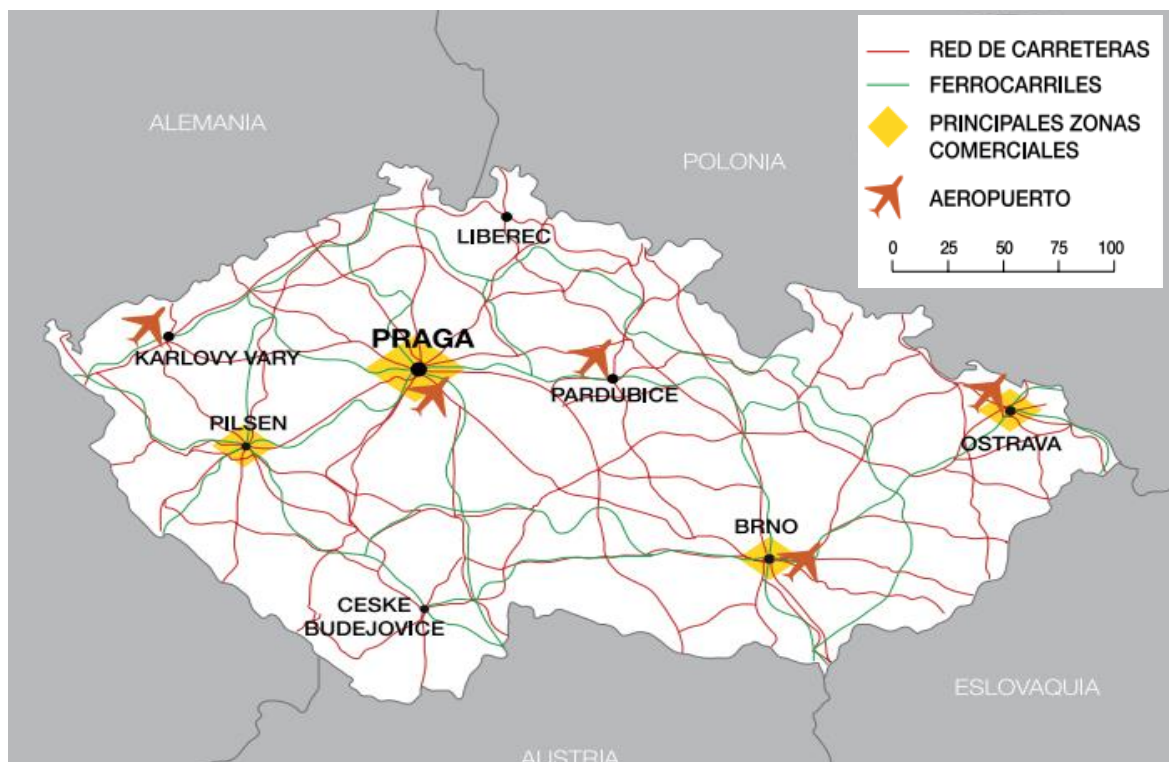 ALEMANIA
POLONIA
RED DE CARRETERAS
FERROCARRILES
PRINCIPALES ZONAS
COMERCIALES
AEROPUERTO
0 25 50 75 100
LIBEREC
KARLOVY VARY
PRAGA
PARDUBICE
PILSEN
OSTRAVA
BRNO
CESKE
BUDEJOVICE
ESLOVAQUIA
AUSTRIA